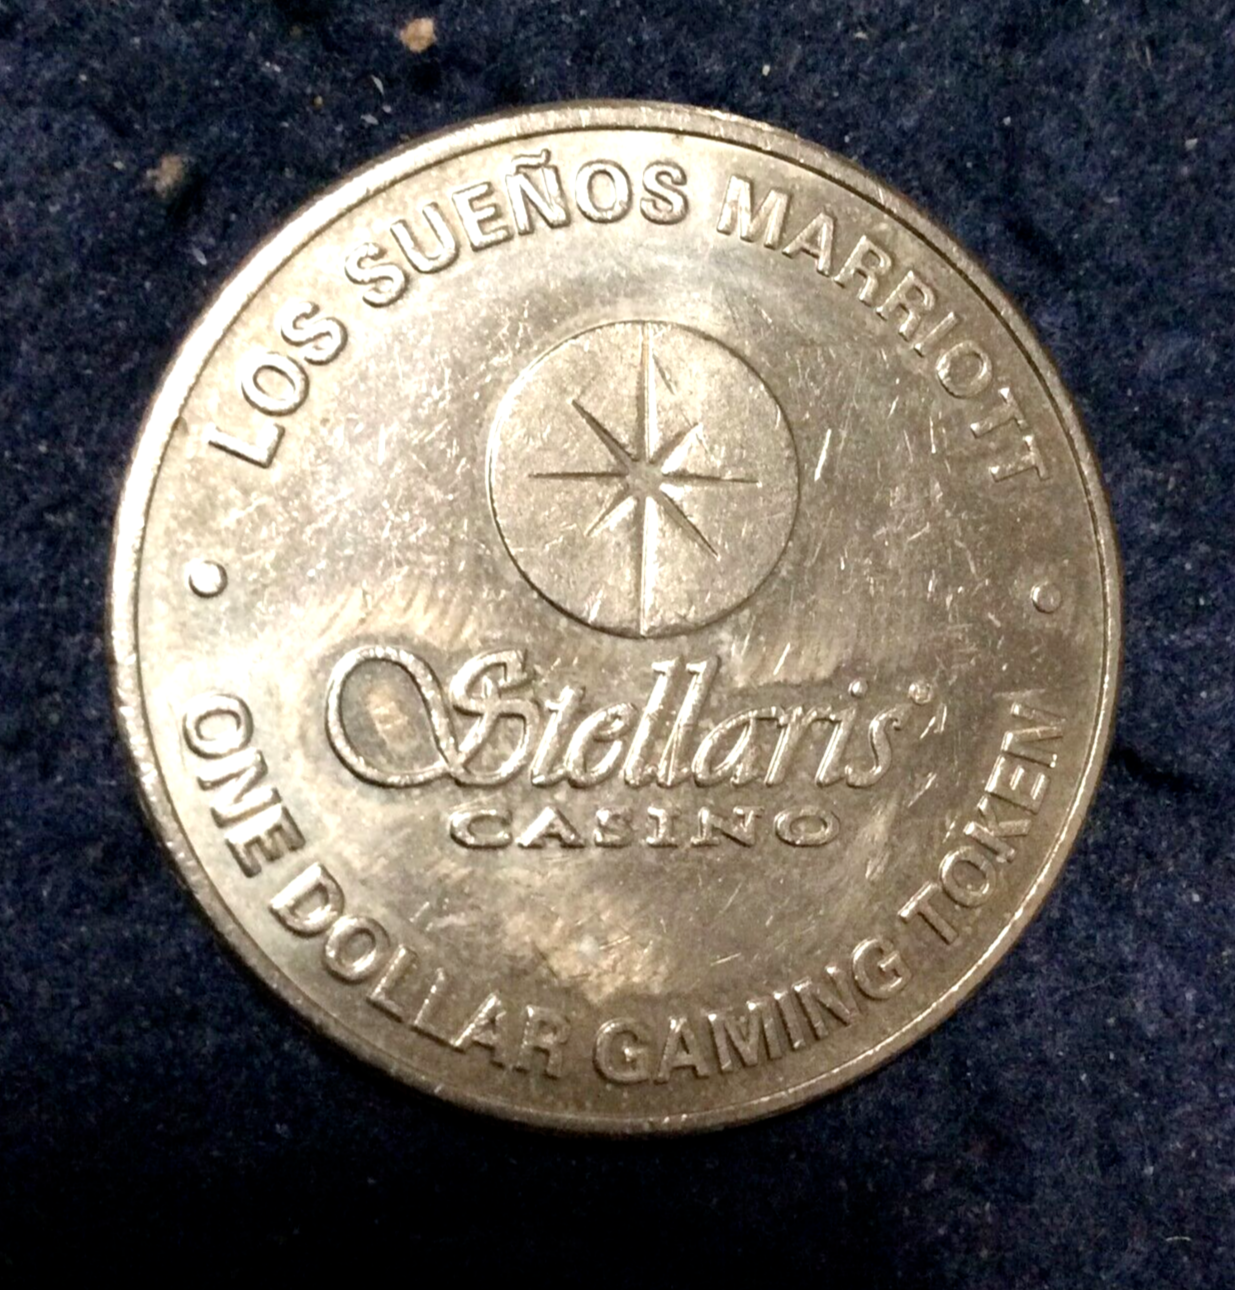 LOS SUEÑOS MARRIOTT
Stellaris
CASINO
ONE DOLLAR GAMING TOKEN